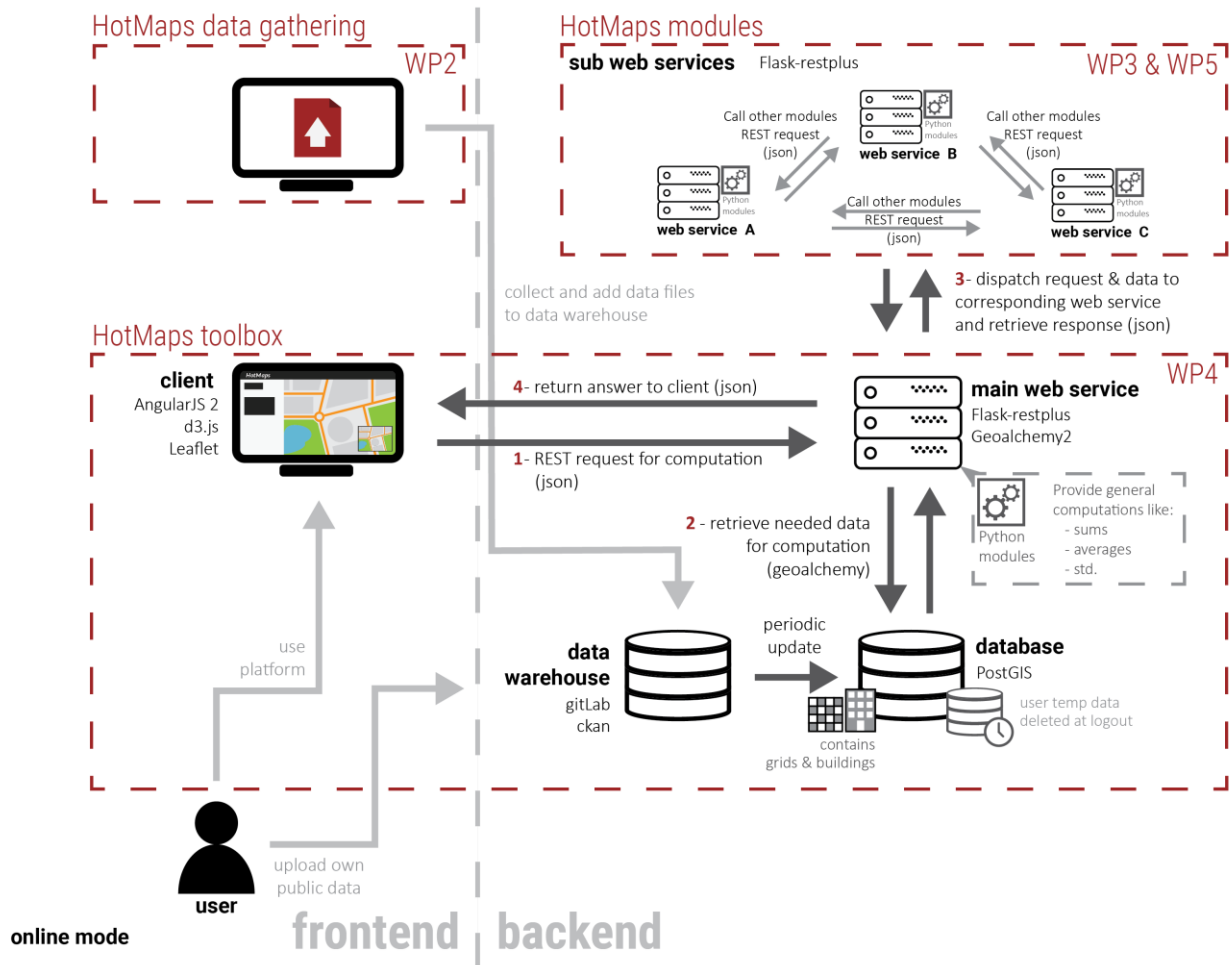 HotMaps data gathering
WP2
HotMaps modules
sub web services Flask-restplus
WP3 & WP5
Call other modules
REST request
(json)
Python
modules
web service B
Call other modules
REST request
(json)
Python
modules
web service A
Call other modules
REST request
(json)
Python
modules
web service C
collect and add data files
to data warehouse
3- dispatch request & data to
corresponding web service
and retrieve response (json)
HotMaps toolbox
WP4
client
AngularJS 2
d3.js
Leaflet
HotMaps
4- return answer to client (json)
1- REST request for computation
(json)
main web service
Flask-restplus
Geoalchemy2
Python
modules
Provide general
computations like:
- sums
- averages
- std.
2 - retrieve needed data
for computation
(geoalchemy)
use
platform
data
warehouse
gitLab
ckan
periodic
update
database
PostGIS
user temp data
deleted at logout
contains
grids & buildings
upload own
public data
user
online mode
frontend
backend